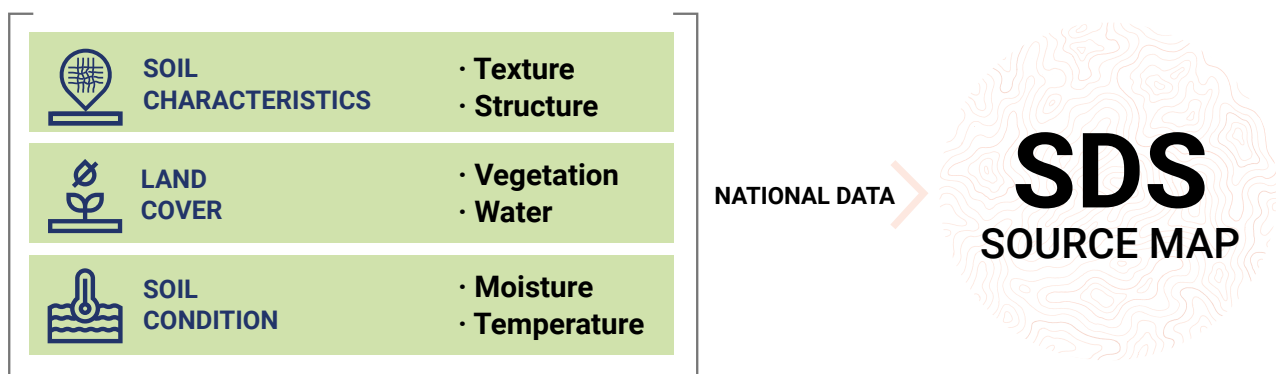 SOIL
CHARACTERISTICS
· Texture
· Structure
LAND
COVER
· Vegetation
· Water
SOIL
CONDITION
· Moisture
· Temperature
NATIONAL DATA
SDS
SOURCE MAP